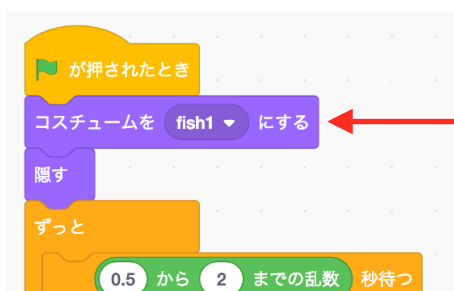 が押されたとき
コスチュームを fish1 にする
隠す
ずっと
0.5 から 2 までの乱数 秒待つ